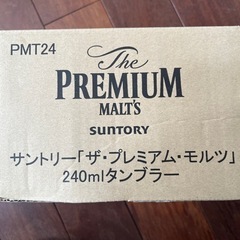 PMT24
The
PREMIUM
MALT'S
SUNTORY
サントリー「ザ・プレミアム・モルツ」
240mlタンブラー